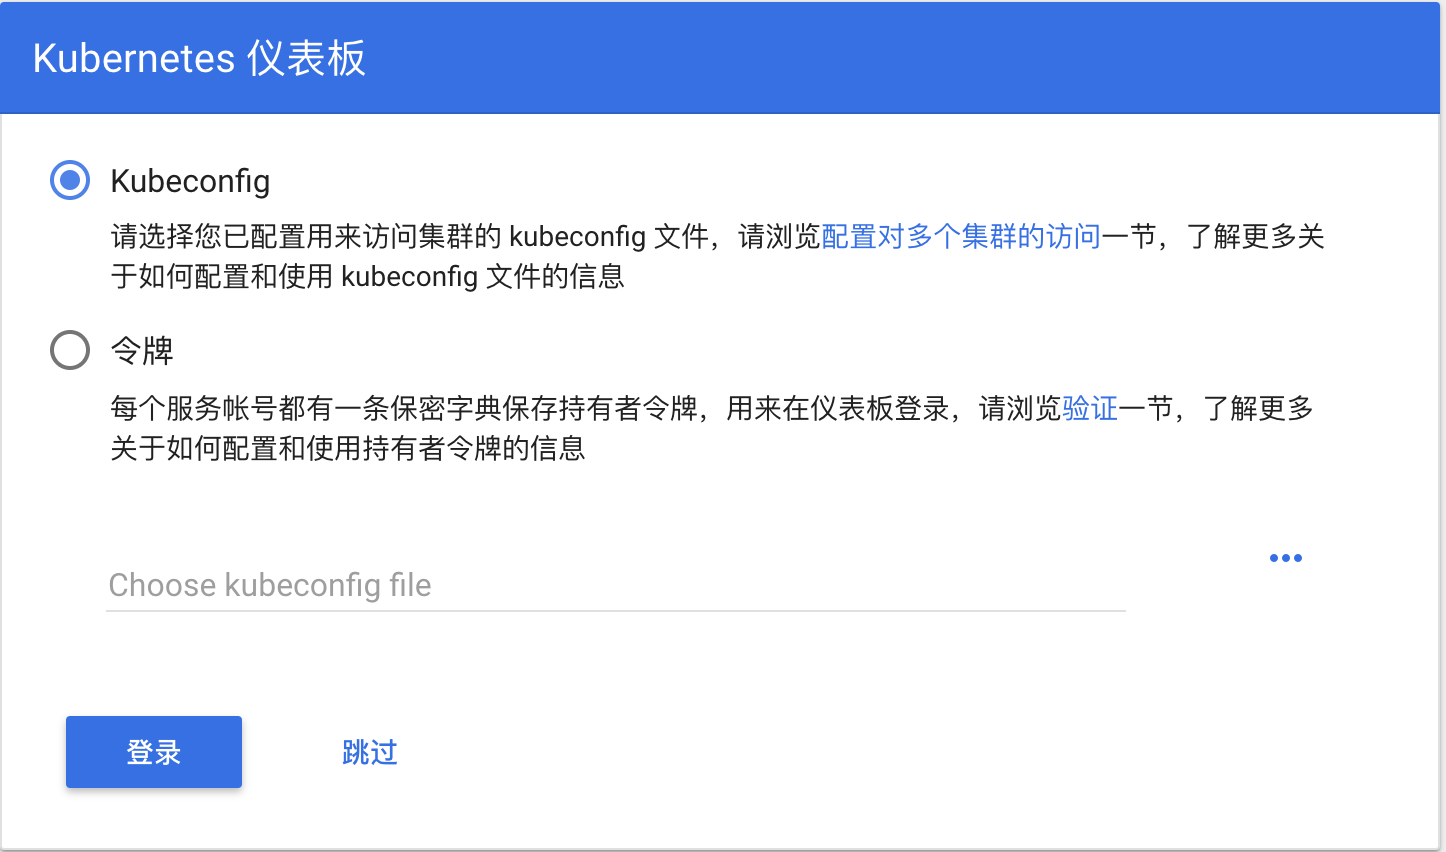 Kubernetes 仪表板
Kubeconfig
请选择您已配置用来访问集群的 kubeconfig 文件，请浏览配置对多个集群的访问一节，了解更多关
于如何配置和使用 kubeconfig 文件的信息
令牌
每个服务帐号都有一条保密字典保存持有者令牌，用来在仪表板登录，请浏览验证一节，了解更多
关于如何配置和使用持有者令牌的信息
Choose kubeconfig file
登录 跳过